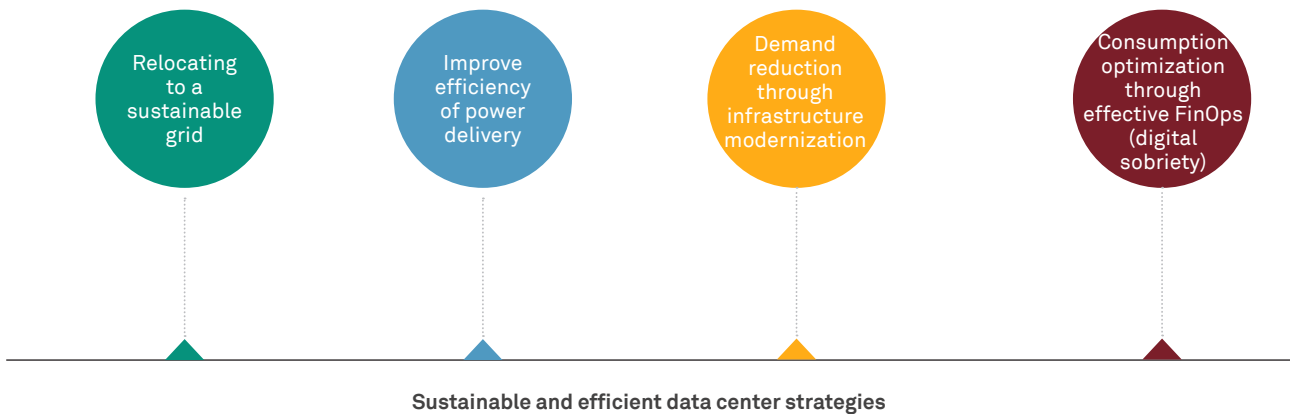 Relocating
to a
sustainable
grid
Improve
efficiency
of power
delivery
Demand
reduction
through
infrastructure
modernization
Consumption
optimization
through
effective FinOps
(digital
sobriety)
Sustainable and efficient data center strategies